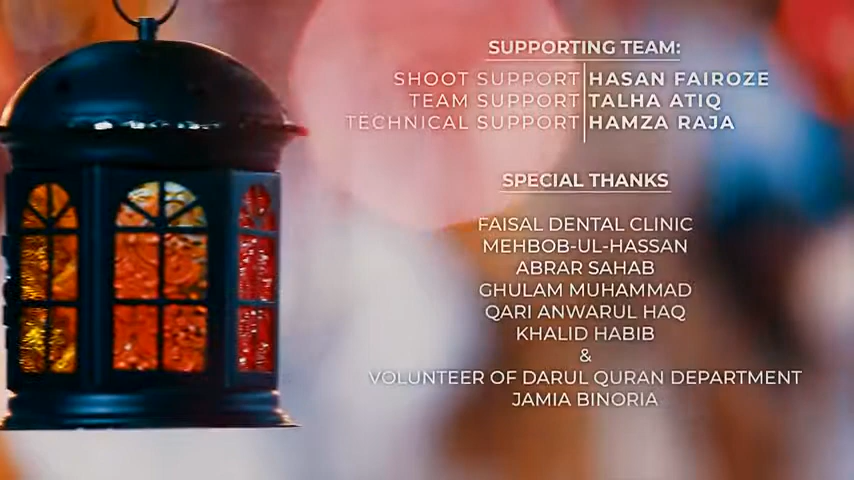 SUPPORTING TEAM:
SHOOT SUPPORT HASAN FAIROZE
TEAM SUPPORT TALHA ATIQ
TECHNICAL SUPPORT HAMZA RAJA
SPECIAL THANKS
FAISAL DENTAL CLINIC
MEHBOB-UL-HASSAN
ABRAR SAHAB
GHULAM MUHAMMAD
QARI ANWARUL HAQ
KHALID HABIB
&
VOLUNTEER OF DARUL QURAN DEPARTMENT
JAMIA BINORIA